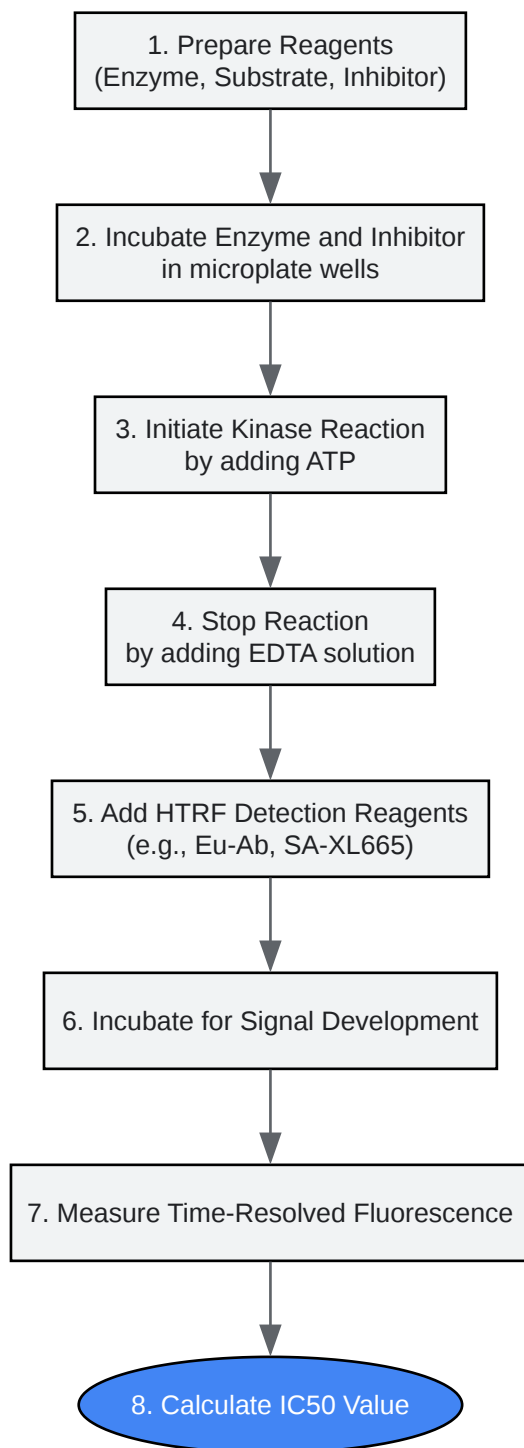 1. Prepare Reagents
(Enzyme, Substrate, Inhibitor)
2. Incubate Enzyme and Inhibitor
in microplate wells
3. Initiate Kinase Reaction
by adding ATP
4. Stop Reaction
by adding EDTA solution
5. Add HTRF Detection Reagents
(e.g., Eu-Ab, SA-XL665)
6. Incubate for Signal Development
7. Measure Time-Resolved Fluorescence
8. Calculate IC50 Value